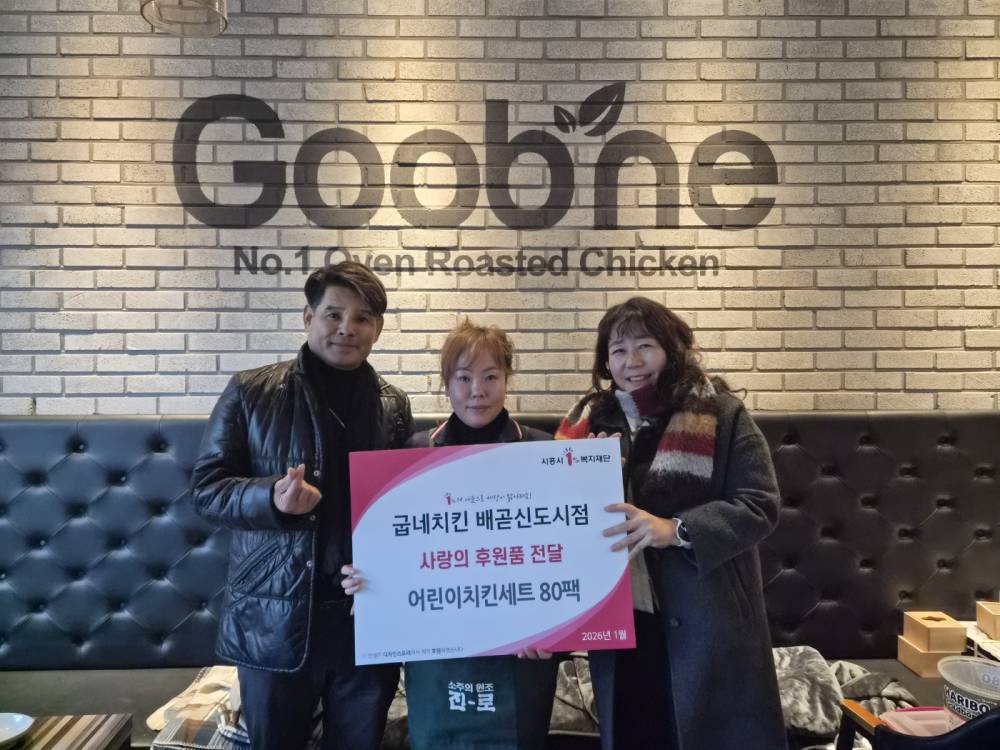 Goobne
No.1 Oven Roasted Chicken
시흥시 1% 복지재단
굽네치킨 배곧신도시점
사랑의 후원품 전달
어린이치킨세트 80팩
2026년 1월
소주의 원조
진-로
HARIBO